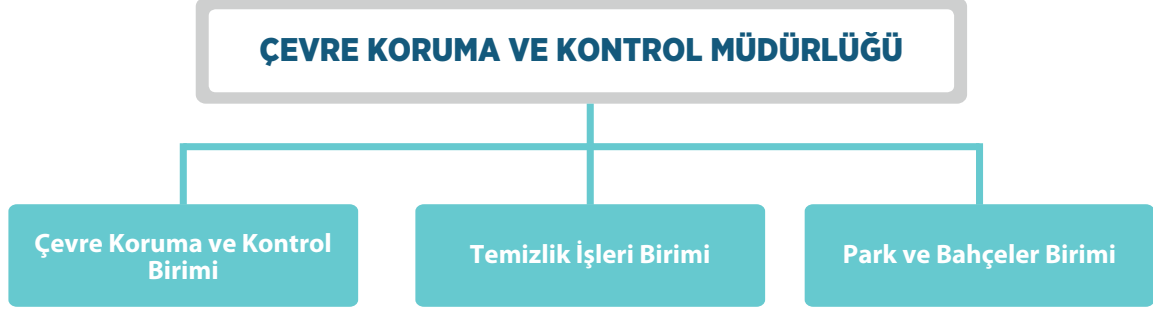 ÇEVRE KORUMA VE KONTROL MÜDÜRLÜĞÜ
Çevre Koruma ve Kontrol
Birimi
Temizlik İşleri Birimi
Park ve Bahçeler Birimi